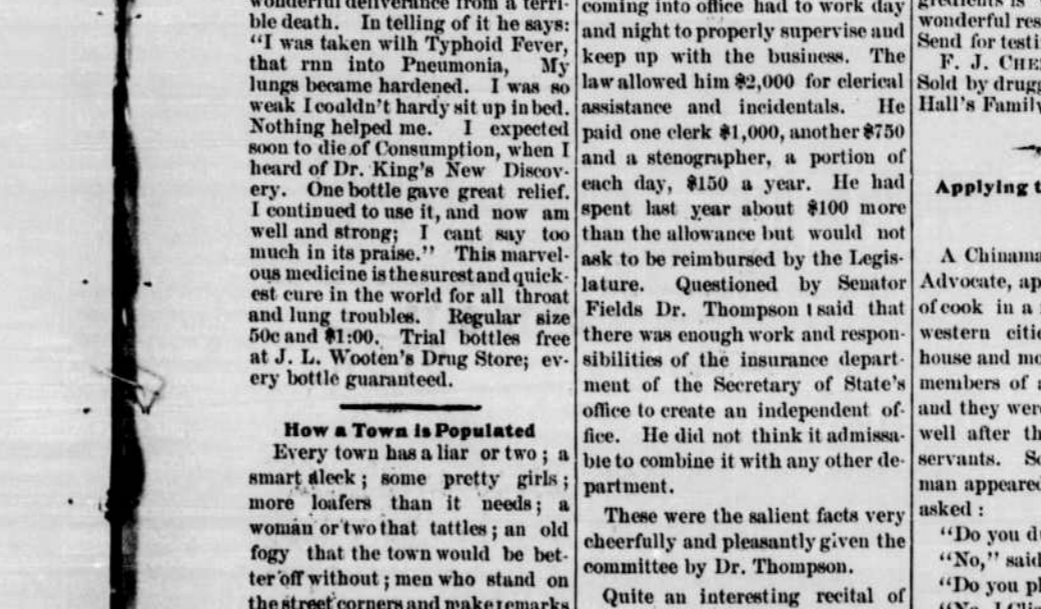 wonderful deliverance from a terri-
ble death. In telling of it he says:
"I was taken wilh Typhoid Fever,
that rnn into Pneumonia, My
lungs became hardened. I was so
weak I couldn't hardy sit up in bed.
Nothing helped me. I expected
soon to die of Consumption, when I
heard of Dr. King's New Discov-
ery. One bottle gave great relief.
I continued to use it, and now am
well and strong; I cant say too
much in its praise." This marvel-
ous medicine is the surest and quick-
est cure in the world for all throat
and lung troubles. Regular size
50c and $1:00. Trial bottles free
at J. L. Wooten's Drug Store; ev-
ery bottle guaranteed.
How a Town is Populated
Every town has a liar or two; a
smart aleck; some pretty girls;
more loafers than it needs; a
woman or two that tattles; an old
fogy that the town would be bet-
ter off without; men who stand on
the street corners and make remarks
coming into office had to work day
and night to properly supervise and
keep up with the business. The
law allowed him $2,000 for clerical
assistance and incidentals. He
paid one clerk $1,000, another $750
and a stenographer, a portion of
each day, $150 a year. He had
spent last year about $100 more
than the allowance but would not
ask to be reimbursed by the Legis-
lature. Questioned by Senator
Fields Dr. Thompson t said that
there was enough work and respon-
sibilities of the insurance depart-
ment of the Secretary of State's
office to create an independent of-
fice. He did not think it admissa-
ble to combine it with any other de-
partment.
These were the salient facts very
cheerfully and pleasantly given the
committee by Dr. Thompson.
Quite an interesting recital of
wonderful res
Send for testi
F. J. CHE
Sold by drugg
Hall's Family
Applying t
A Chinama
Advocate, ap
of cook in a
western citie
house and mo
members of a
and they were
well after th
servants. So
man appeared
asked:
"Do you d
"No," said
"Do you pl